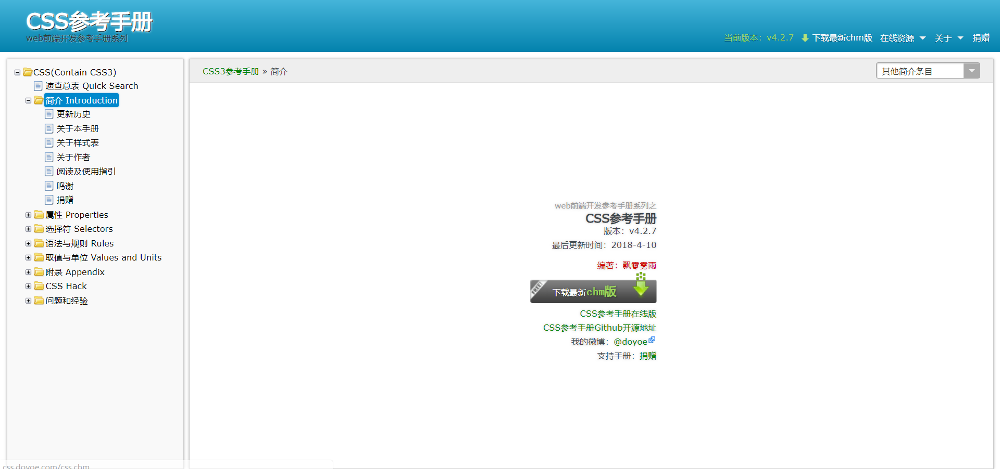 CSS参考手册
web前端开发参考手册系列
当前版本：v4.2.7 下载最新chm版 在线资源 关于 捐赠
CSS(Contain CSS3)
速查总表 Quick Search
简介 Introduction
更新历史
关于本手册
关于样式表
关于作者
阅读及使用指引
鸣谢
捐赠
属性 Properties
选择符 Selectors
语法与规则 Rules
取值与单位 Values and Units
附录 Appendix
CSS Hack
问题和经验
CSS3参考手册 » 简介
其他简介条目
web前端开发参考手册系列之
CSS参考手册
版本：v4.2.7
最后更新时间：2018-4-10
编著：飘零雾雨
FREE!
下载最新chm版
CSS参考手册在线版
CSS参考手册Github开源地址
我的微博：@doyoe
支持手册：捐赠
css.doyoe.com/css.chm